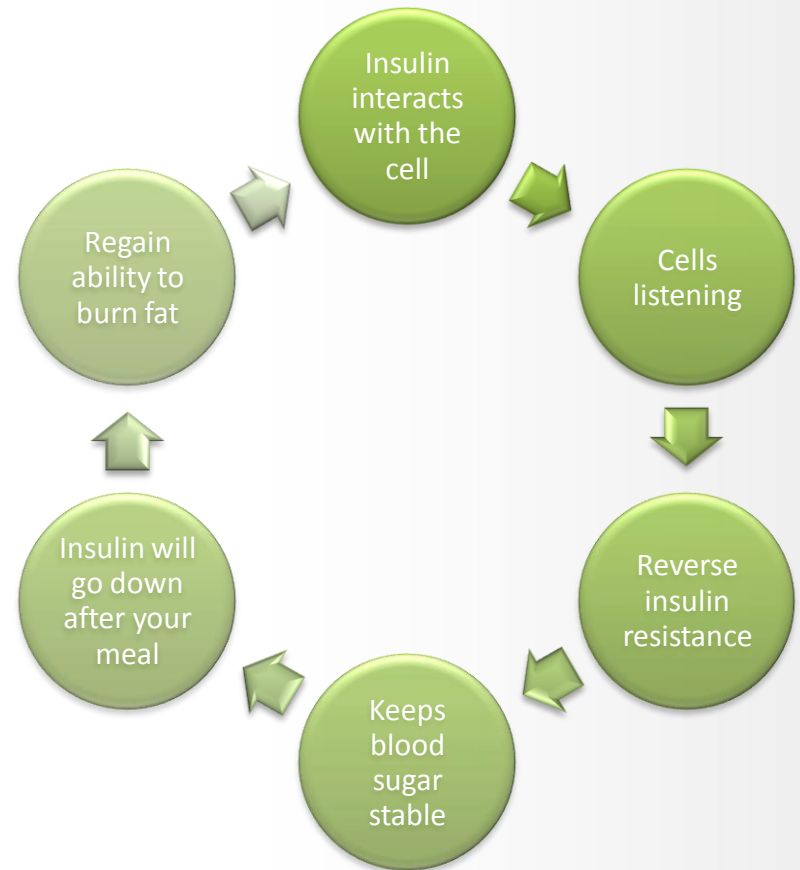 Insulin
interacts
with the
cell
Cells
listening
Reverse
insulin
resistance
Keeps
blood
sugar
stable
Insulin will
go down
after your
meal
Regain
ability to
burn fat